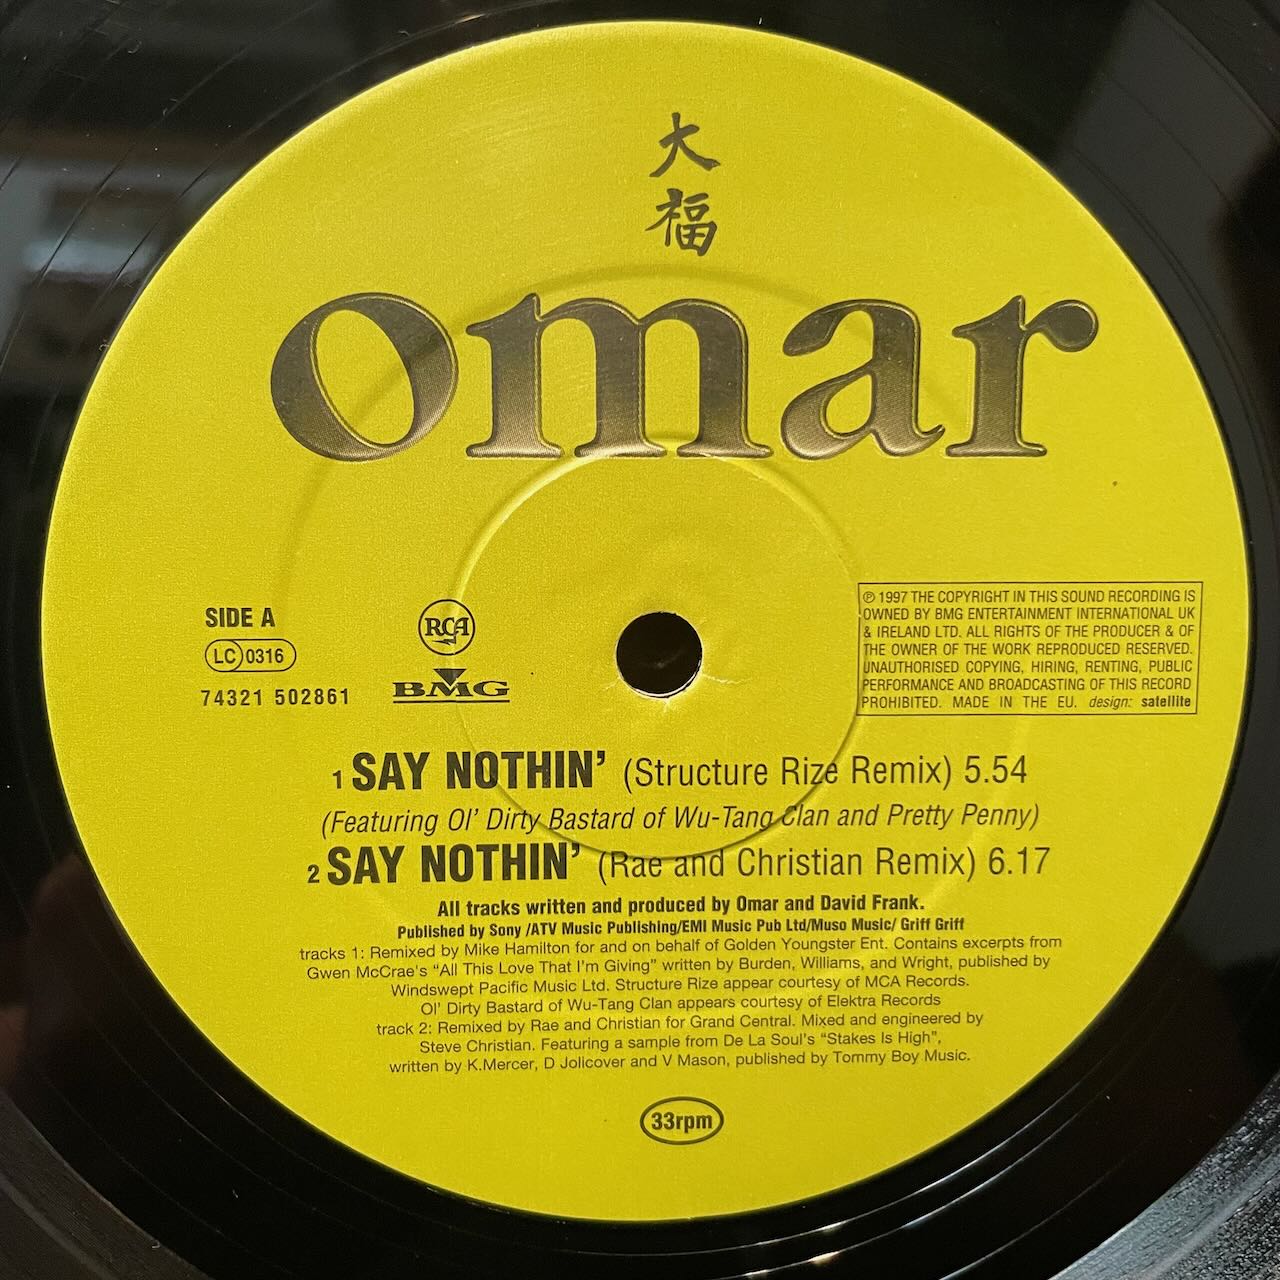 大
福
omar
SIDE A
LC 0316
74321 502861
RCA
BMG
℗ 1997 THE COPYRIGHT IN THIS SOUND RECORDING IS
OWNED BY BMG ENTERTAINMENT INTERNATIONAL UK
& IRELAND LTD. ALL RIGHTS OF THE PRODUCER & OF
THE OWNER OF THE WORK REPRODUCED RESERVED.
UNAUTHORISED COPYING, HIRING, RENTING, PUBLIC
PERFORMANCE AND BROADCASTING OF THIS RECORD
PROHIBITED. MADE IN THE EU. design: satellite
1 SAY NOTHIN' (Structure Rize Remix) 5.54
(Featuring Ol' Dirty Bastard of Wu-Tang Clan and Pretty Penny)
2 SAY NOTHIN' (Rae and Christian Remix) 6.17
All tracks written and produced by Omar and David Frank.
Published by Sony /ATV Music Publishing/EMI Music Pub Ltd/Muso Music/ Griff Griff
tracks 1: Remixed by Mike Hamilton for and on behalf of Golden Youngster Ent. Contains excerpts from
Gwen McCrae's "All This Love That I'm Giving" written by Burden, Williams, and Wright, published by
Windswept Pacific Music Ltd. Structure Rize appear courtesy of MCA Records.
Ol' Dirty Bastard of Wu-Tang Clan appears courtesy of Elektra Records
track 2: Remixed by Rae and Christian for Grand Central. Mixed and engineered by
Steve Christian. Featuring a sample from De La Soul's "Stakes Is High",
written by K.Mercer, D Jolicover and V Mason, published by Tommy Boy Music.
33rpm